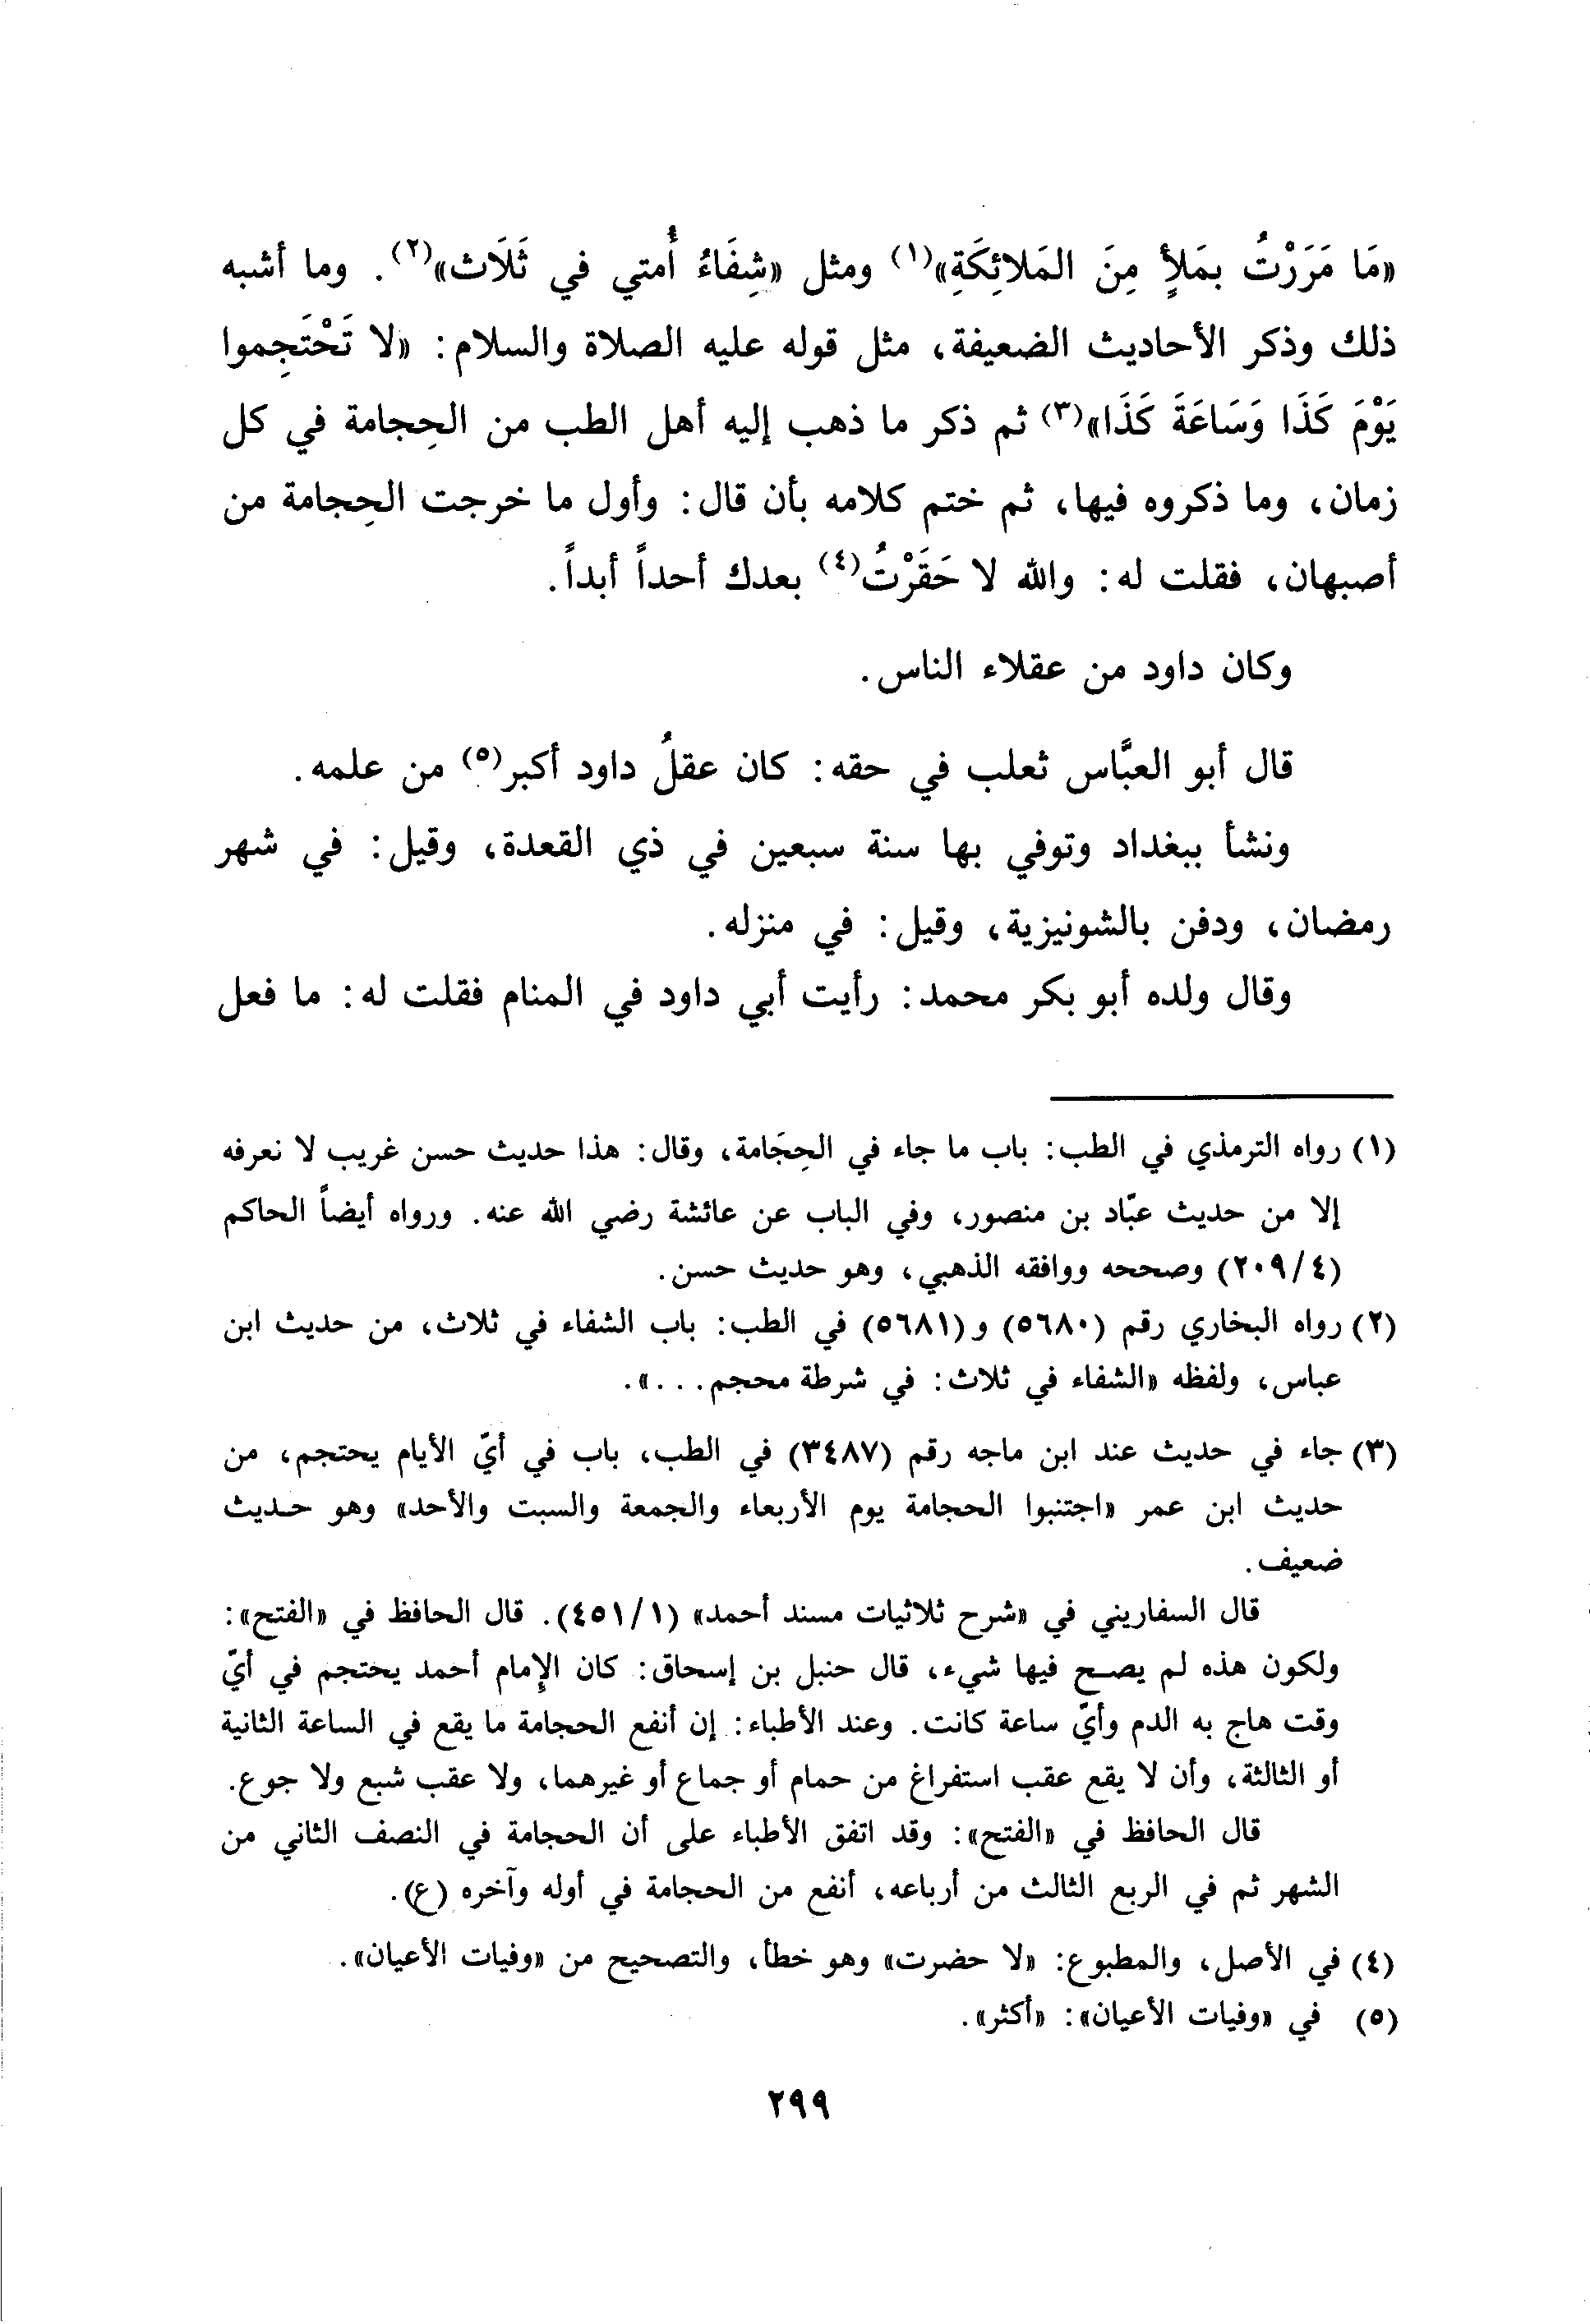 «مَا مَرَرْتُ بمَلأٍ مِنَ المَلائِكَةِ»(١) ومثل «شِفَاءُ أُمتي في ثَلَاث»(٢). وما أشبه
ذلك وذكر الأحاديث الضعيفة، مثل قوله عليه الصلاة والسلام: «لا تَحْتَجِموا
يَوْمَ كَذَا وَسَاعَةَ كَذَا»(٣) ثم ذكر ما ذهب إليه أهل الطب من الحِجامة في كل
زمان، وما ذكروه فيها، ثم ختم كلامه بأن قال: وأول ما خرجت الحِجامة من
أصبهان، فقلت له: والله لا حَقَرْتُ(٤) بعدك أحداً أبداً.
وكان داود من عقلاء الناس.
قال أبو العبَّاس ثعلب في حقه: كان عقلُ داود أكبر(٥) من علمه.
ونشأ ببغداد وتوفي بها سنة سبعين في ذي القعدة، وقيل: في شهر
رمضان، ودفن بالشونيزية، وقيل: في منزله.
وقال ولده أبو بكر محمد: رأيت أبي داود في المنام فقلت له: ما فعل
(١) رواه الترمذي في الطب: باب ما جاء في الحِجَامة، وقال: هذا حديث حسن غريب لا نعرفه
إلا من حديث عبّاد بن منصور، وفي الباب عن عائشة رضي الله عنه. ورواه أيضاً الحاكم
(٢٠٩/٤) وصححه ووافقه الذهبي، وهو حديث حسن.
(٢) رواه البخاري رقم (٥٦٨٠) و(٥٦٨١) في الطب: باب الشفاء في ثلاث، من حديث ابن
عباس، ولفظه «الشفاء في ثلاث: في شرطة محجم...».
(٣) جاء في حديث عند ابن ماجه رقم (٣٤٨٧) في الطب، باب في أيّ الأيام يحتجم، من
حديث ابن عمر «اجتنبوا الحجامة يوم الأربعاء والجمعة والسبت والأحد» وهو حديث
ضعيف.
قال السفاريني في «شرح ثلاثيات مسند أحمد» (٤٥١/١). قال الحافظ في «الفتح»:
ولكون هذه لم يصح فيها شيء، قال حنبل بن إسحاق: كان الإمام أحمد يحتجم في أيّ
وقت هاج به الدم وأيّ ساعة كانت. وعند الأطباء: إن أنفع الحجامة ما يقع في الساعة الثانية
أو الثالثة، وأن لا يقع عقب استفراغ من حمام أو جماع أو غيرهما، ولا عقب شبع ولا جوع.
قال الحافظ في «الفتح»: وقد اتفق الأطباء على أن الحجامة في النصف الثاني من
الشهر ثم في الربع الثالث من أرباعه، أنفع من الحجامة في أوله وآخره (ع).
(٤) في الأصل، والمطبوع: «لا حضرت» وهو خطأ، والتصحيح من «وفيات الأعيان».
(٥) في «وفيات الأعيان»: «أكثر».
٢٩٩